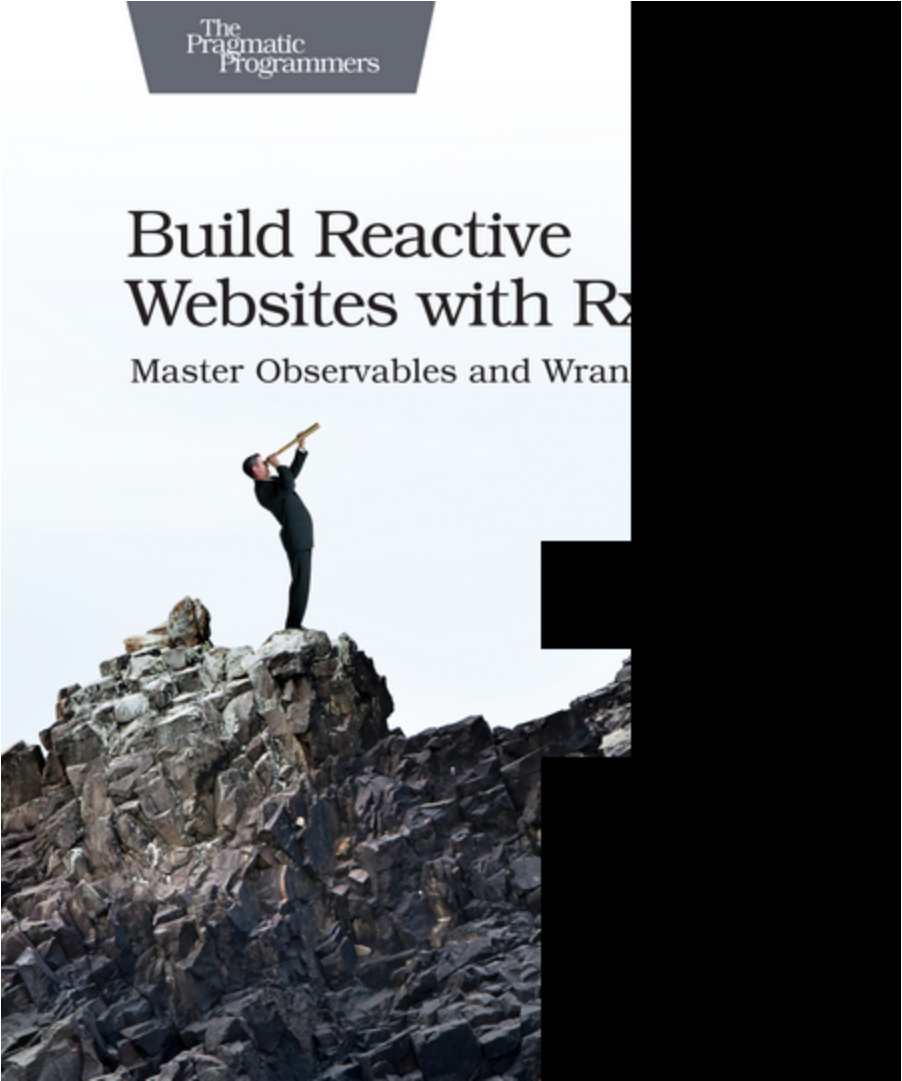 The
Pragmatic
Programmers
Build Reactive
Websites with
Master Observables and